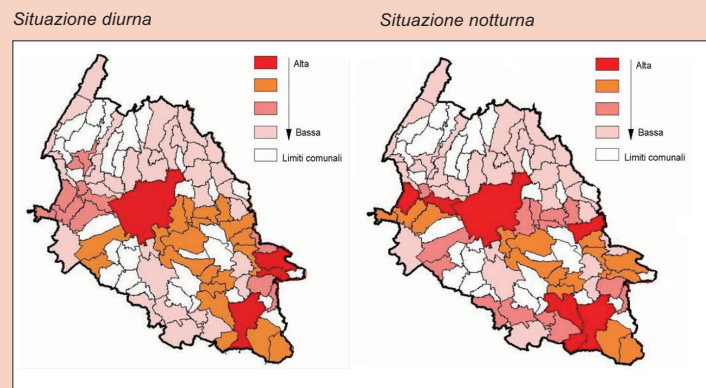 Situazione diurna
Situazione notturna
Alta
Bassa
Limiti comunali
Alta
Bassa
Limiti comunali